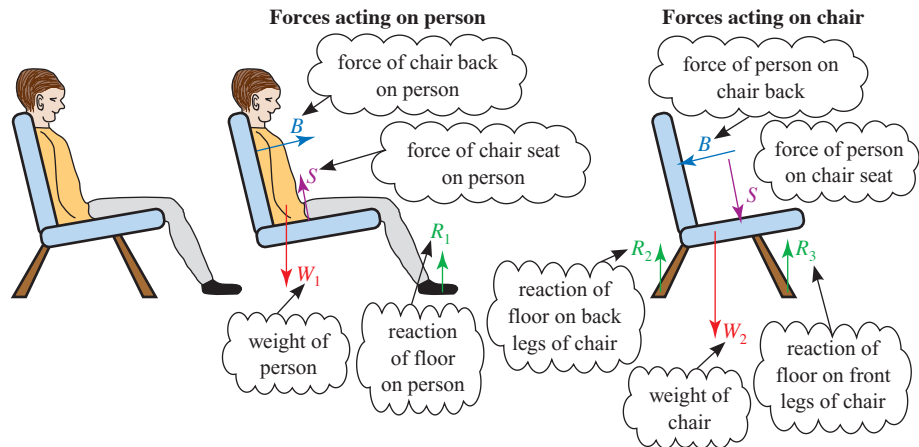 Forces acting on person
Forces acting on chair
force of chair back
on person
B
force of chair seat
on person
S
R1
W1
weight of
person
reaction
of floor
on person
force of person on
chair back
B
force of person
on chair seat
S
R2
R3
reaction of
floor on back
legs of chair
W2
weight of
chair
reaction of
floor on front
legs of chair